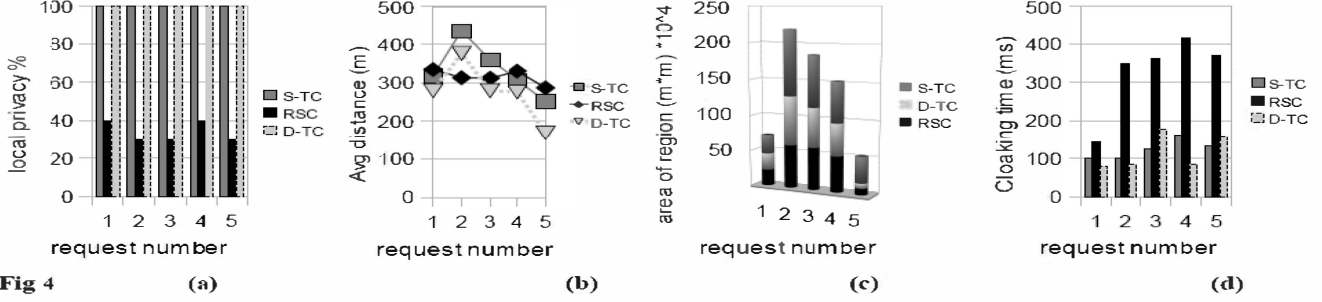 100
80
60
40
20
0
local privacy %
1 2 3 4 5
request number
S-TC
RSC
D-TC
500
400
300
200
100
0
Avg distance (m)
1 2 3 4 5
request number
S-TC
RSC
D-TC
250
200
150
100
50
area of region (m*m) *10^4
1 2 3 4 5
request number
S-TC
D-TC
RSC
500
400
300
200
100
0
Cloaking time (ms)
1 2 3 4 5
request number
S-TC
RSC
D-TC
Fig 4 (a) (b) (c) (d)